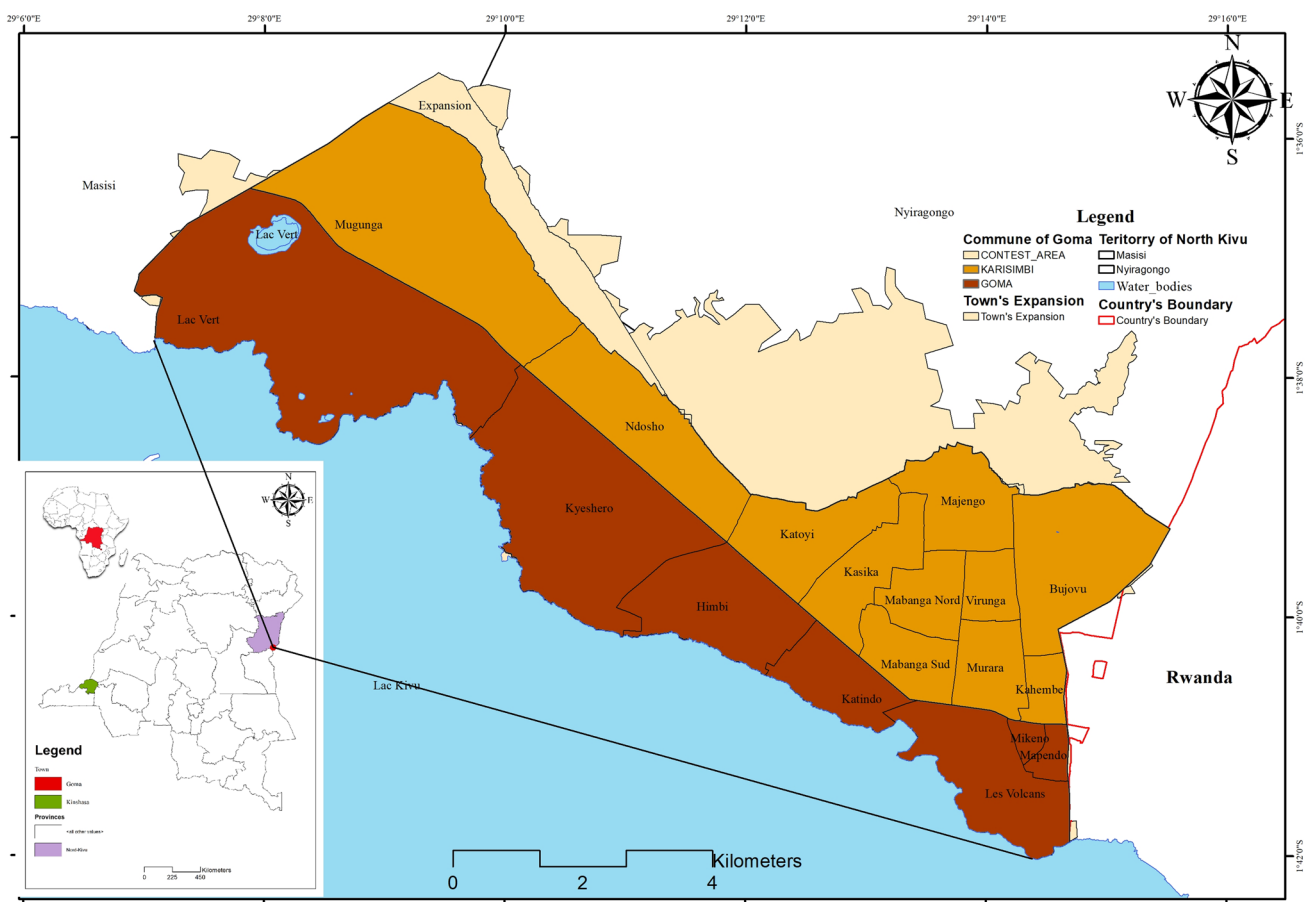 29°6'0"E 29°8'0"E 29°10'0"E 29°12'0"E 29°14'0"E 29°16'0"E
N
W E
S
1°36'0"S
1°38'0"S
1°40'0"S
1°42'0"S
Expansion
Masisi
Nyiragongo
Mugunga
Lac Vert
Lac Vert
Legend
Commune of Goma
CONTEST_AREA
KARISIMBI
GOMA
Town's Expansion
Town's Expansion
Teritorry of North Kivu
Masisi
Nyiragongo
Water_bodies
Country's Boundary
Country's Boundary
Ndosho
Kyeshero
Majengo
Katoyi
Kasika
Bujovu
Mabanga Nord
Virunga
Himbi
Mabanga Sud
Murara
Kahembe
Katindo
Rwanda
Lac Kivu
Mikeno
Mapendo
Les Volcans
Kilometers
0 2 4
N
W E
S
Legend
Town
Goma
Kisshasa
Provinces
<all other values>
Nord-Kivu
Kilometers
0 225 450